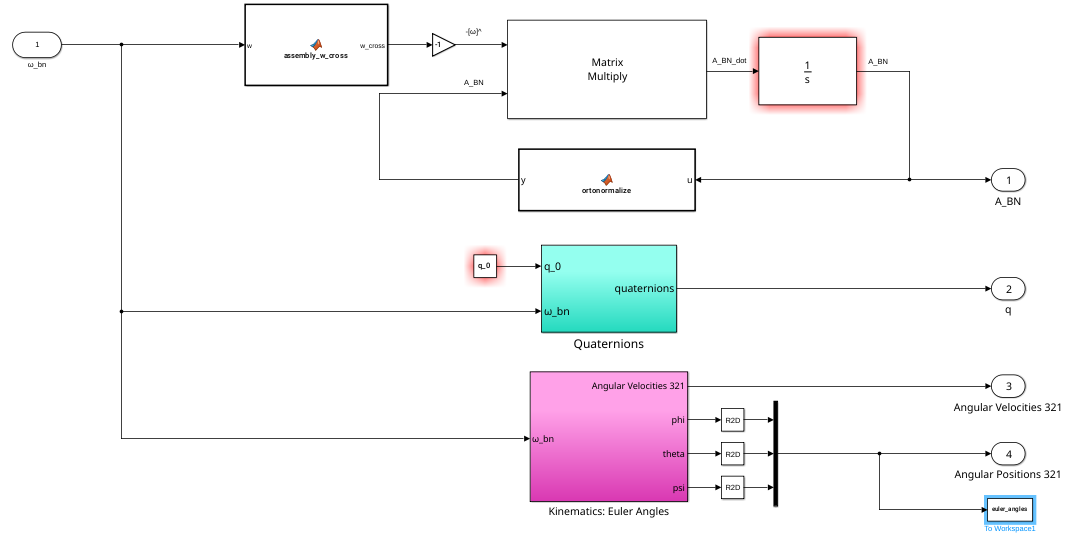 1
ω_bn
w
assembly_w_cross
w_cross
-1
-{ω}^
A_BN
Matrix
Multiply
A_BN_dot
1
s
A_BN
y
ortonormalize
u
1
A_BN
q_0
q_0
ω_bn
quaternions
Quaternions
2
q
ω_bn
Angular Velocities 321
phi
theta
psi
Kinematics: Euler Angles
R2D
R2D
R2D
3
Angular Velocities 321
4
Angular Positions 321
euler_angles
To Workspace1